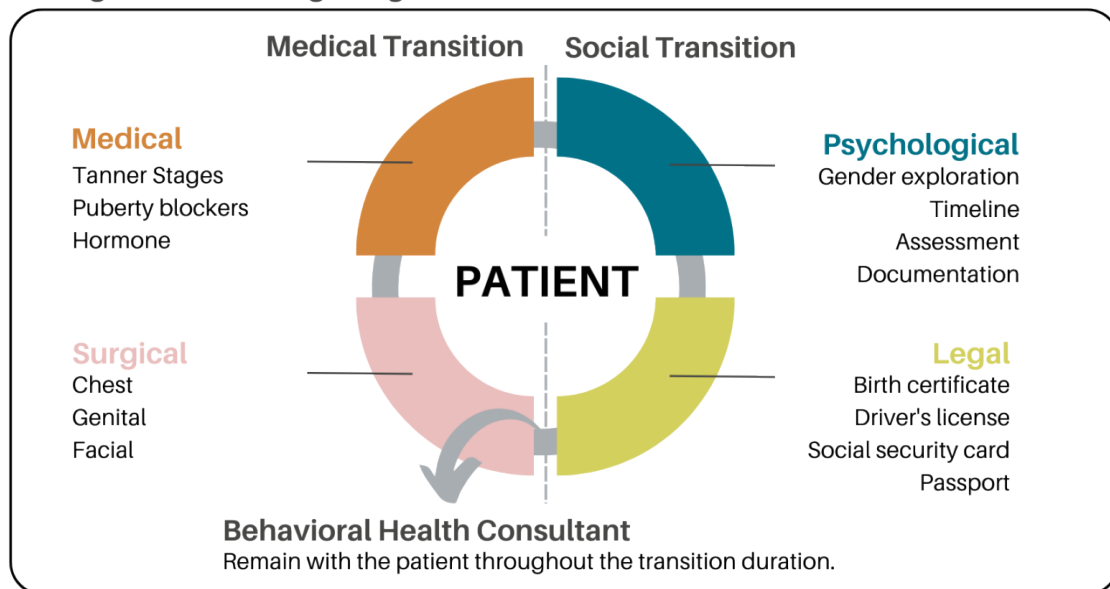 Medical Transition
Social Transition
Medical
Tanner Stages
Puberty blockers
Hormone
Psychological
Gender exploration
Timeline
Assessment
Documentation
PATIENT
Surgical
Chest
Genital
Facial
Legal
Birth certificate
Driver's license
Social security card
Passport
Behavioral Health Consultant
Remain with the patient throughout the transition duration.